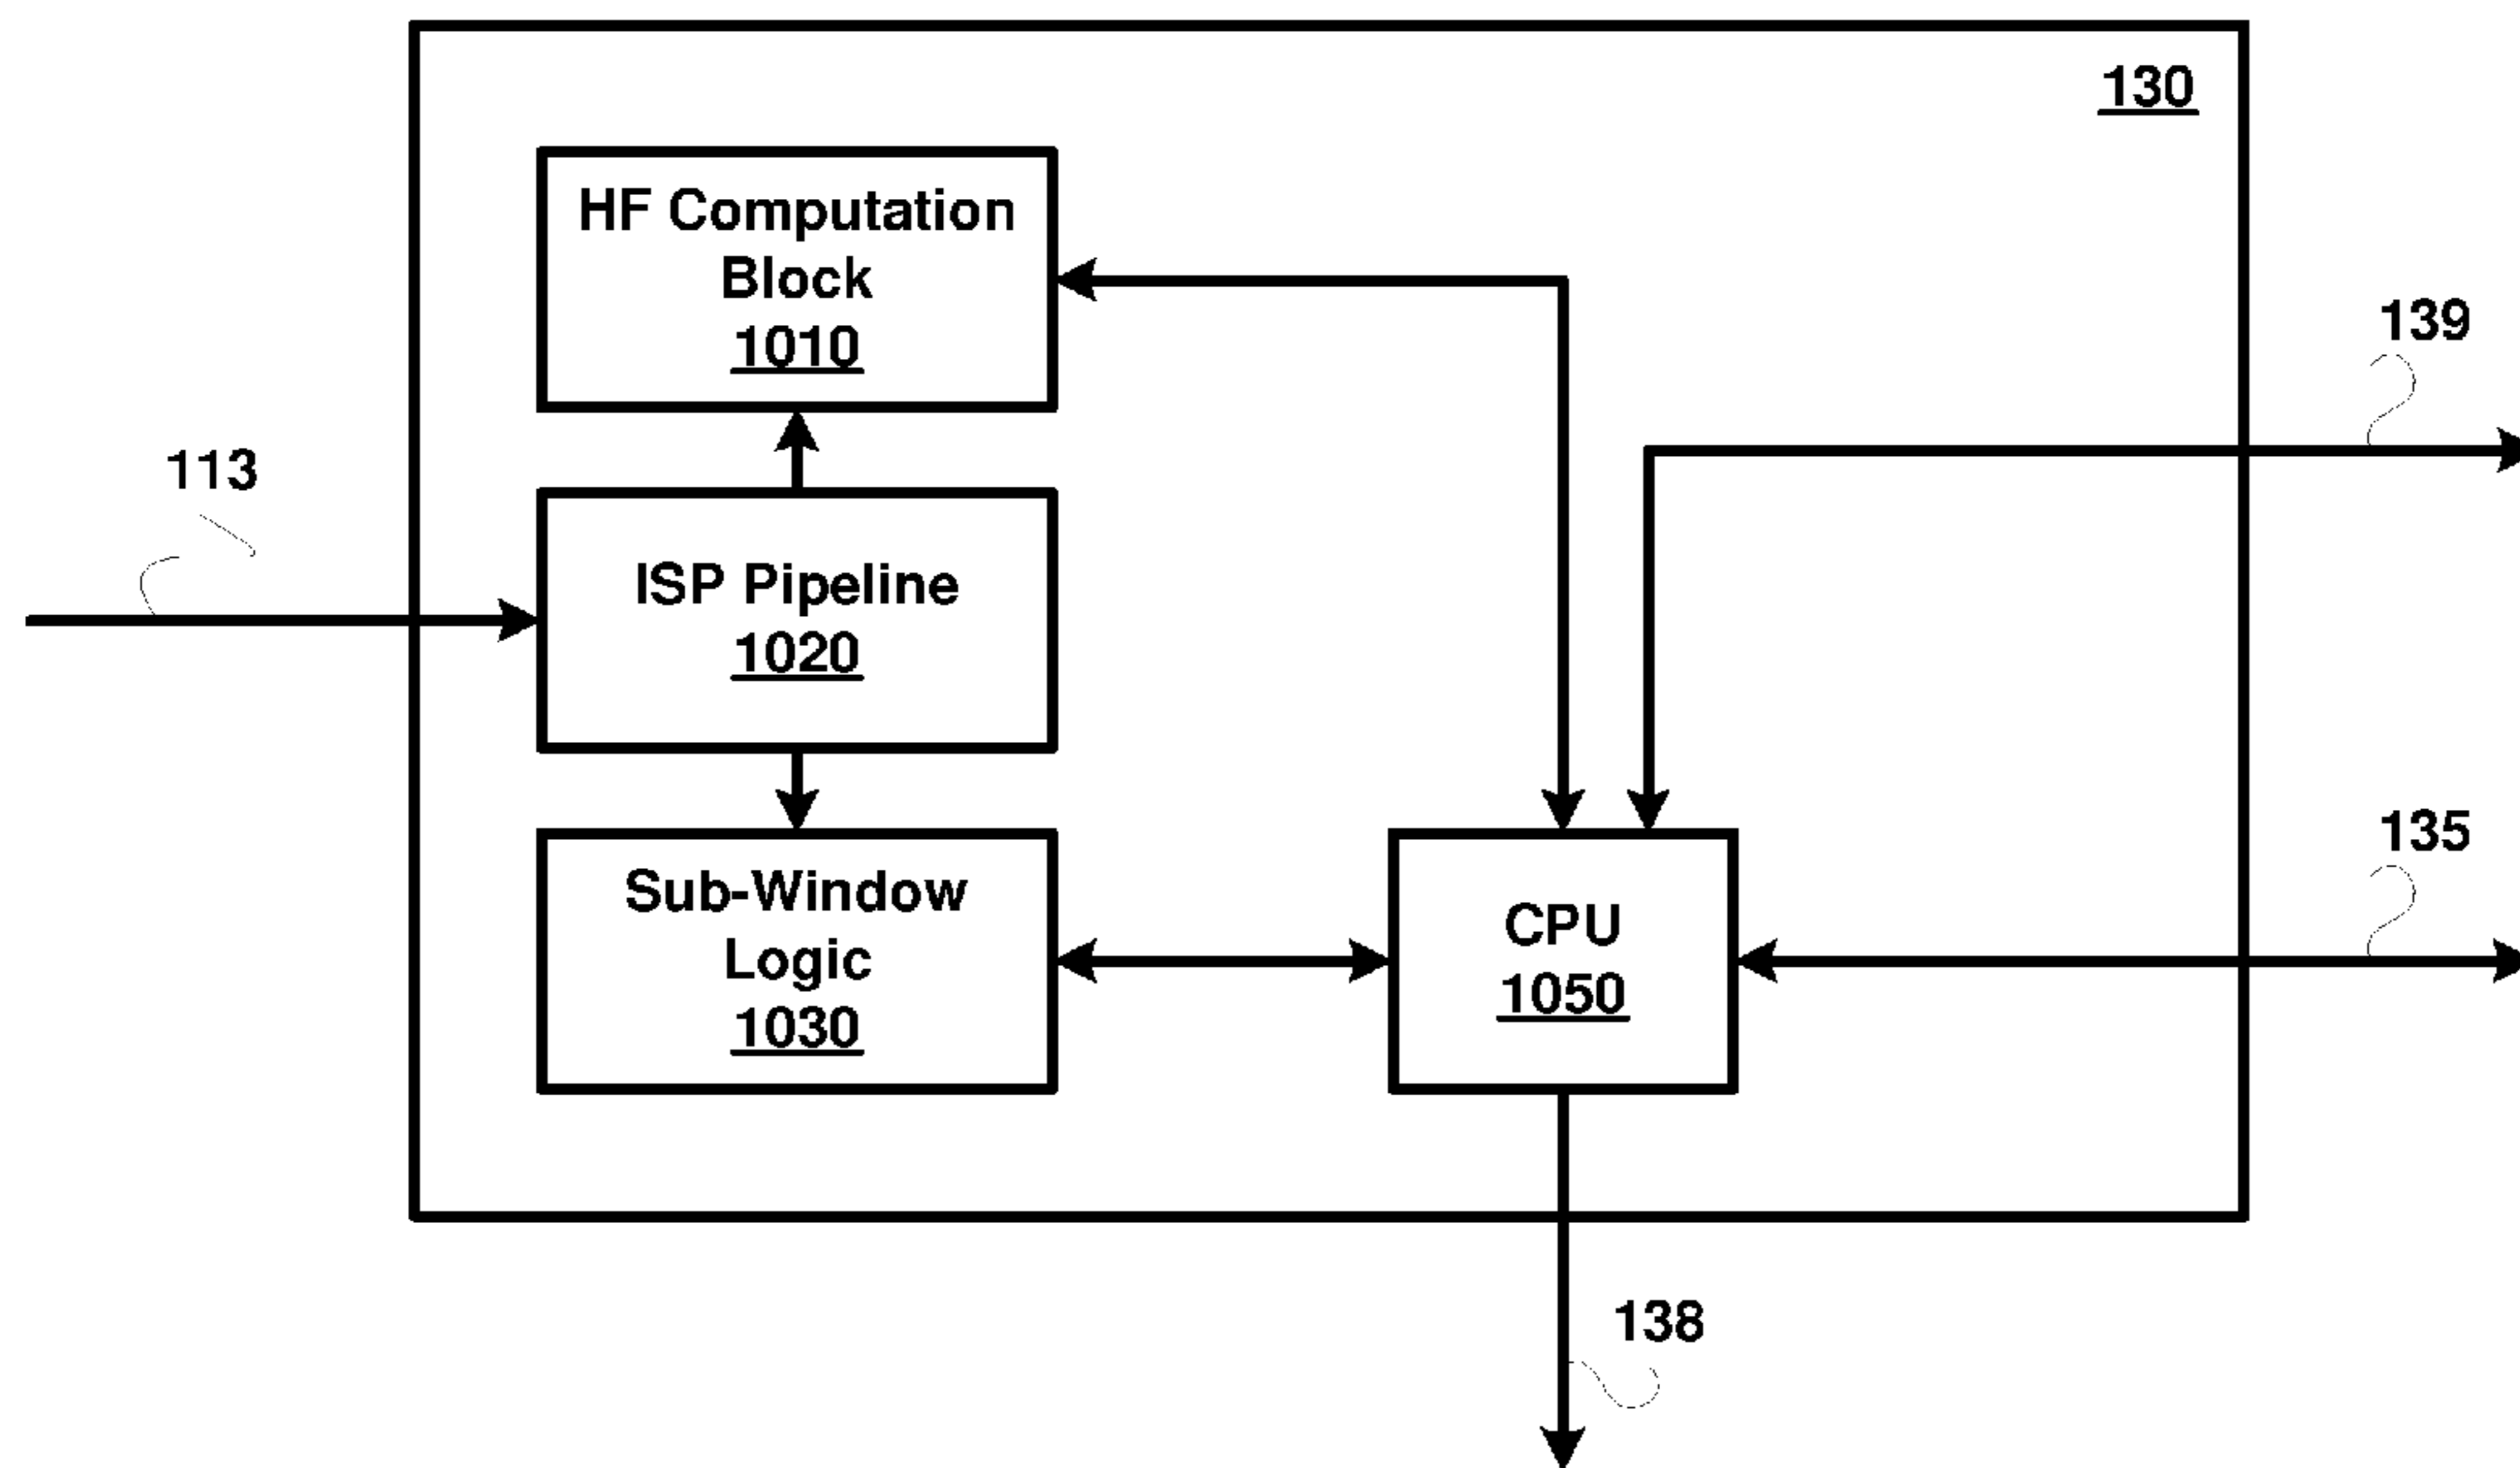 130
HF Computation
Block
1010
139
113
ISP Pipeline
1020
135
Sub-Window
Logic
1030
CPU
1050
138